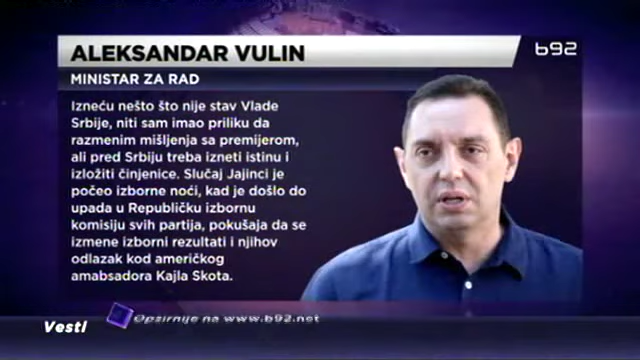 ALEKSANDAR VULIN
b92
MINISTAR ZA RAD
Izneću nešto što nije stav Vlade
Srbije, niti sam imao priliku da
razmenim mišljenja sa premijerom,
ali pred Srbiju treba izneti istinu i
izložiti činjenice. Slučaj Jajinci je
počeo izborne noći, kad je došlo do
upada u Republičku izbornu
komisiju svih partija, pokušaja da se
izmene izborni rezultati i njihov
odlazak kod američkog
amabsadora Kajla Skota.
Opširnije na www.b92.net
Vesti